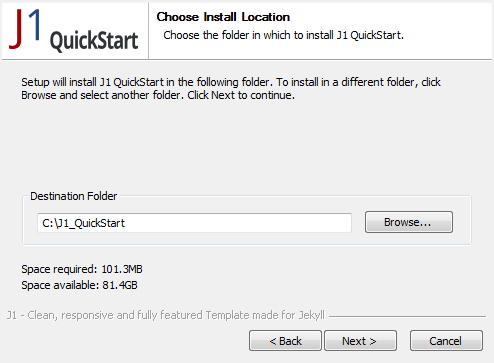 J1 QuickStart
Choose Install Location
Choose the folder in which to install J1 QuickStart.
Setup will install J1 QuickStart in the following folder. To install in a different folder, click
Browse and select another folder. Click Next to continue.
Destination Folder
C:\J1_QuickStart
Browse...
Space required: 101.3MB
Space available: 81.4GB
J1 - Clean, responsive and fully featured Template made for Jekyll
< Back
Next >
Cancel